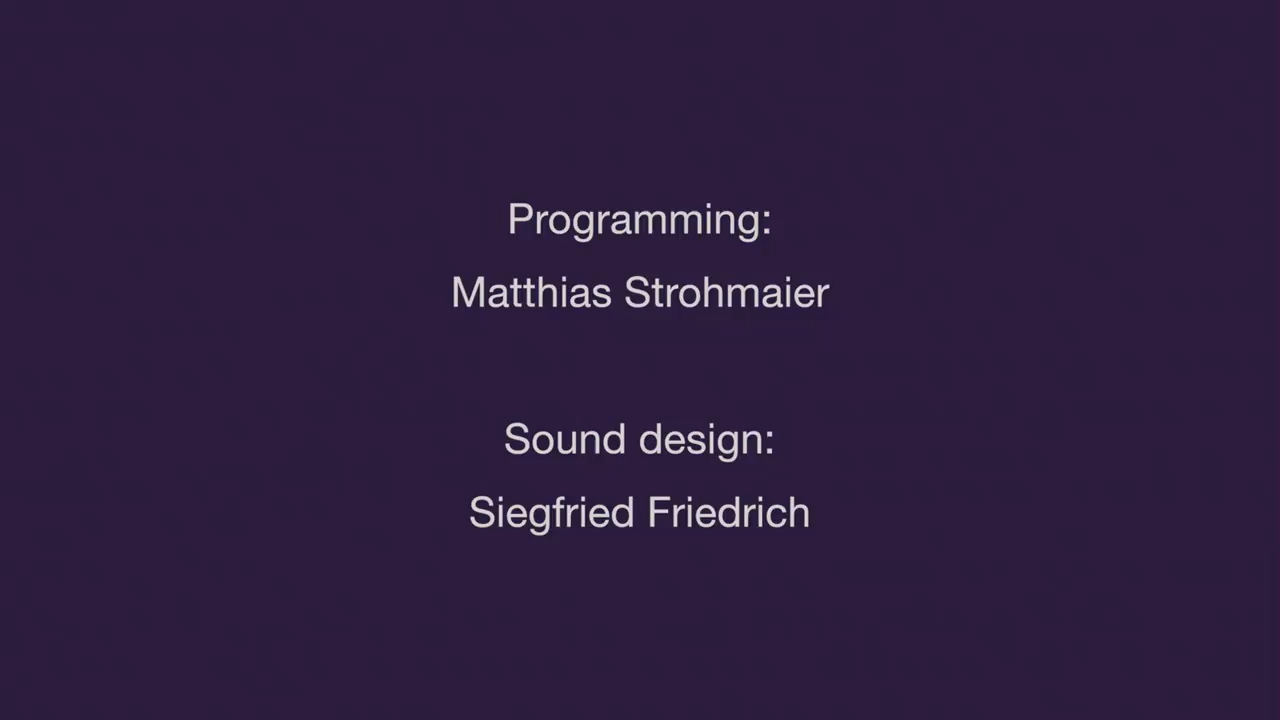 Programming:
Matthias Strohmaier
Sound design:
Siegfried Friedrich